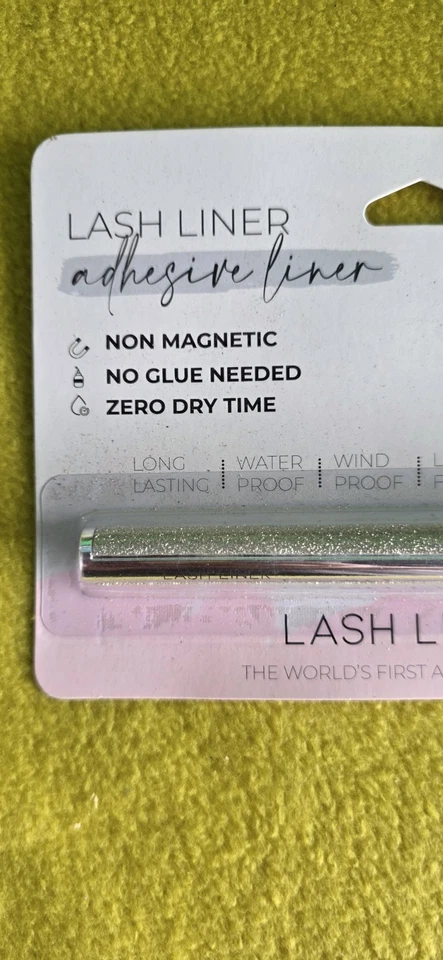 LASH LINER
adhesive liner
NON MAGNETIC
NO GLUE NEEDED
ZERO DRY TIME
LONG LASTING
WATER PROOF
WIND PROOF
LASH LINER
LASH L
THE WORLD'S FIRST A